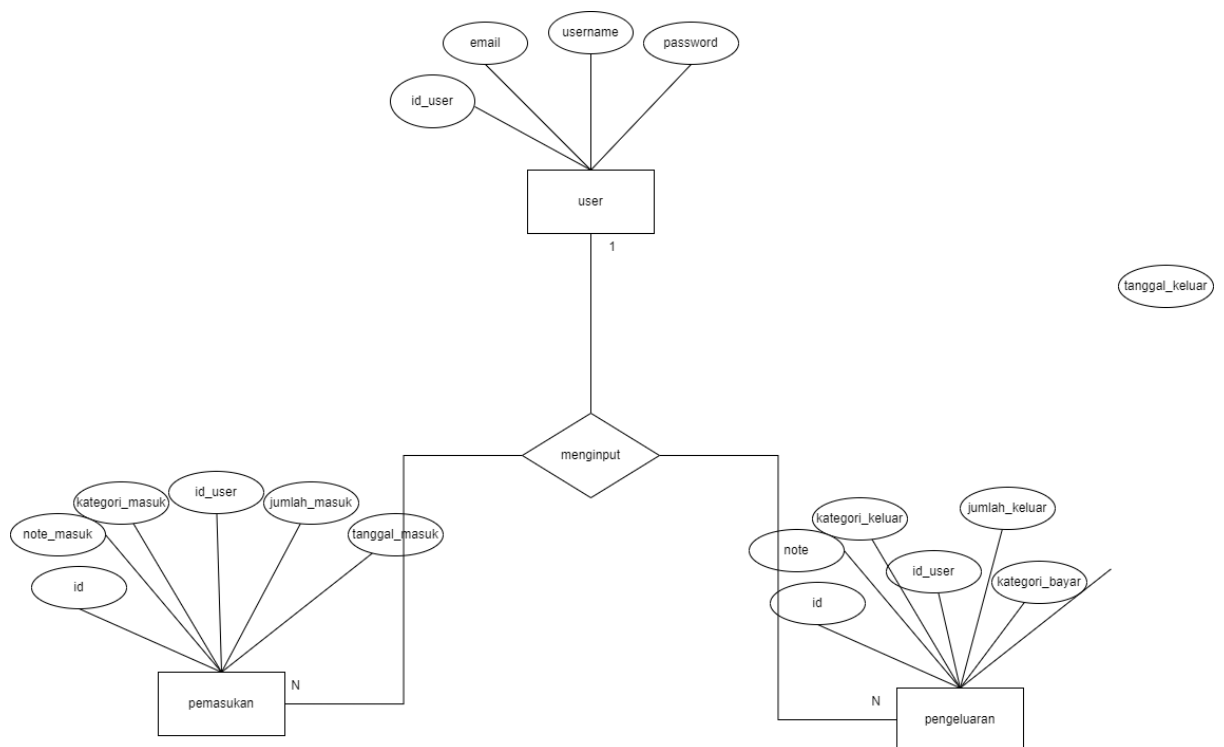 username
email
password
id_user
user
1
tanggal_keluar
menginput
id_user
kategori_masuk
jumlah_masuk
note_masuk
tanggal_masuk
id
jumlah_keluar
kategori_keluar
note
id_user
kategori_bayar
id
N
pemasukan
N
pengeluaran